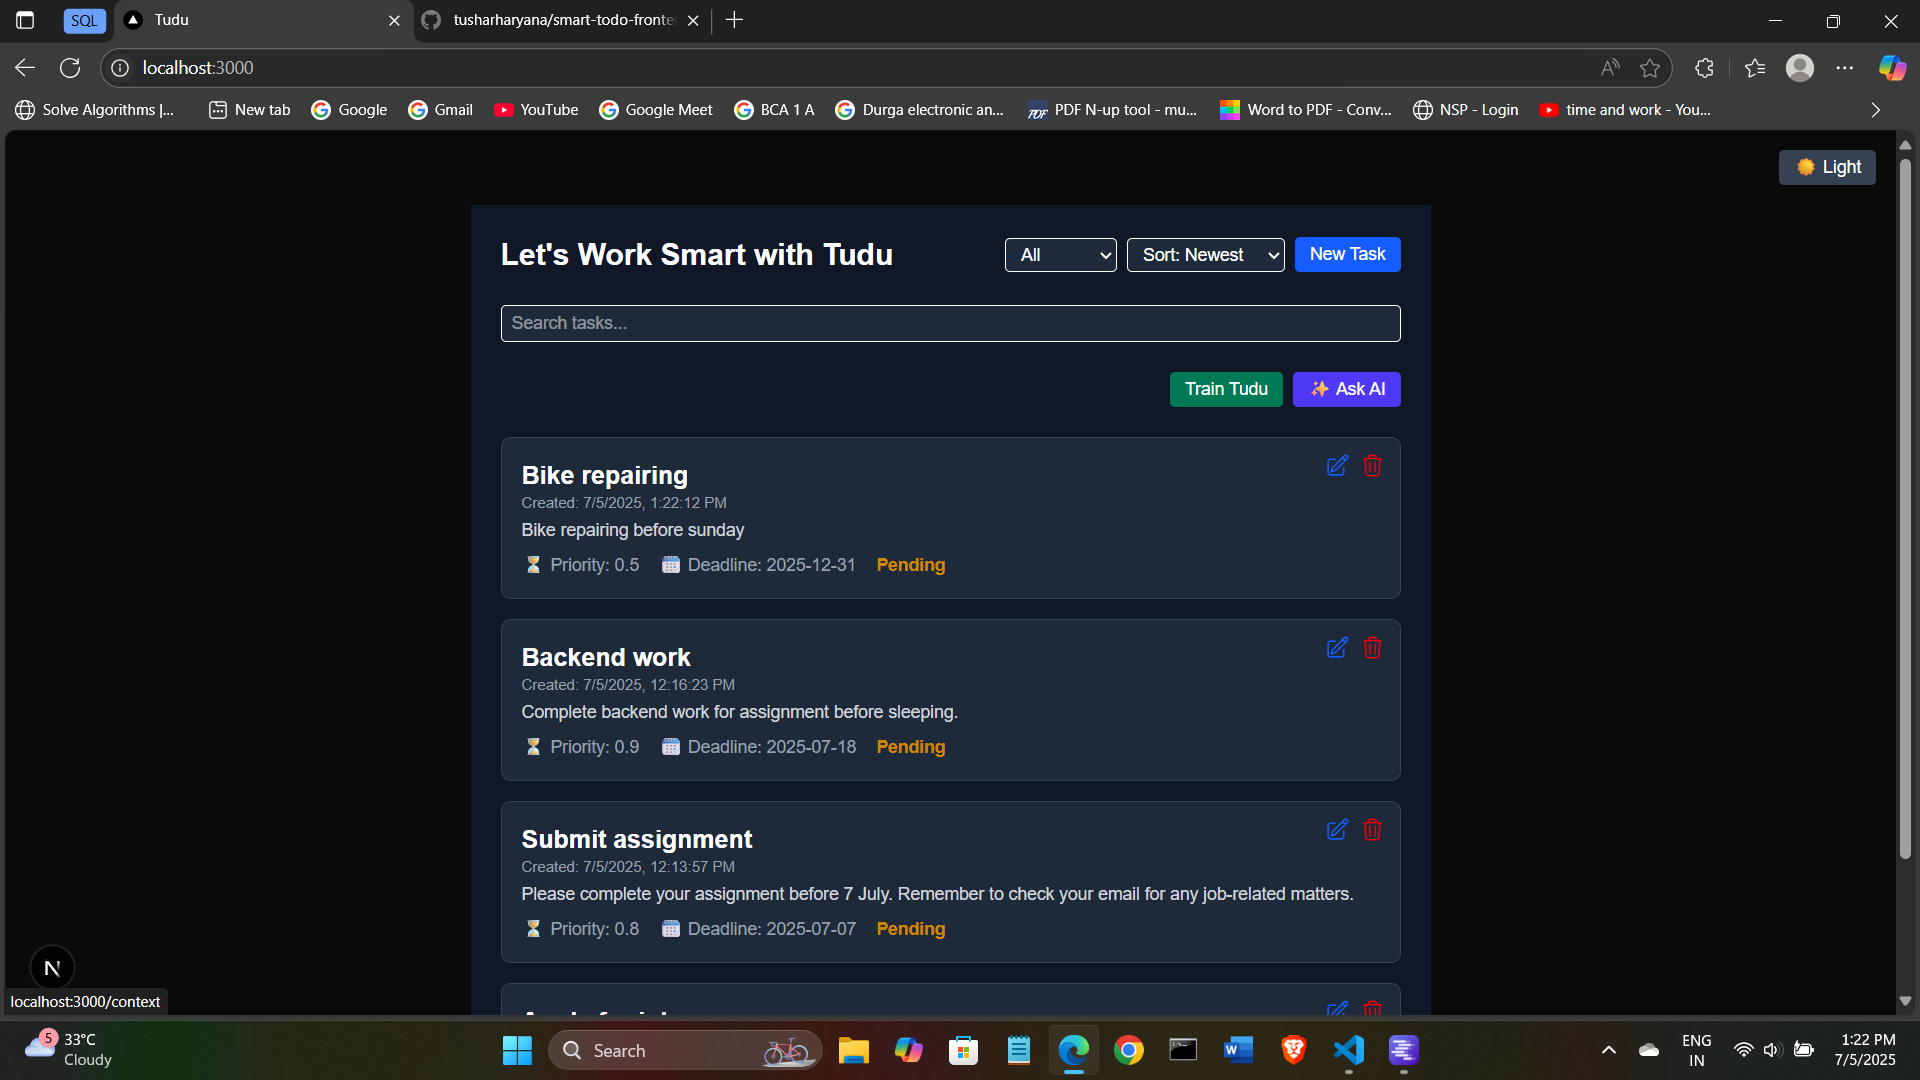 SQL
Tudu
tusharharyana/smart-todo-fronte
localhost:3000
Solve Algorithms |...
New tab
Google
Gmail
YouTube
Google Meet
BCA 1 A
Durga electronic an...
PDF N-up tool - mu...
Word to PDF - Conv...
NSP - Login
time and work - You...
Light
Let's Work Smart with Tudu
All
Sort: Newest
New Task
Search tasks...
Train Tudu
✨ Ask AI
Bike repairing
Created: 7/5/2025, 1:22:12 PM
Bike repairing before sunday
⏳ Priority: 0.5 🗓️ Deadline: 2025-12-31 Pending
Backend work
Created: 7/5/2025, 12:16:23 PM
Complete backend work for assignment before sleeping.
⏳ Priority: 0.9 🗓️ Deadline: 2025-07-18 Pending
Submit assignment
Created: 7/5/2025, 12:13:57 PM
Please complete your assignment before 7 July. Remember to check your email for any job-related matters.
⏳ Priority: 0.8 🗓️ Deadline: 2025-07-07 Pending
N
localhost:3000/context
5
33°C
Cloudy
Search
ENG
IN
1:22 PM
7/5/2025